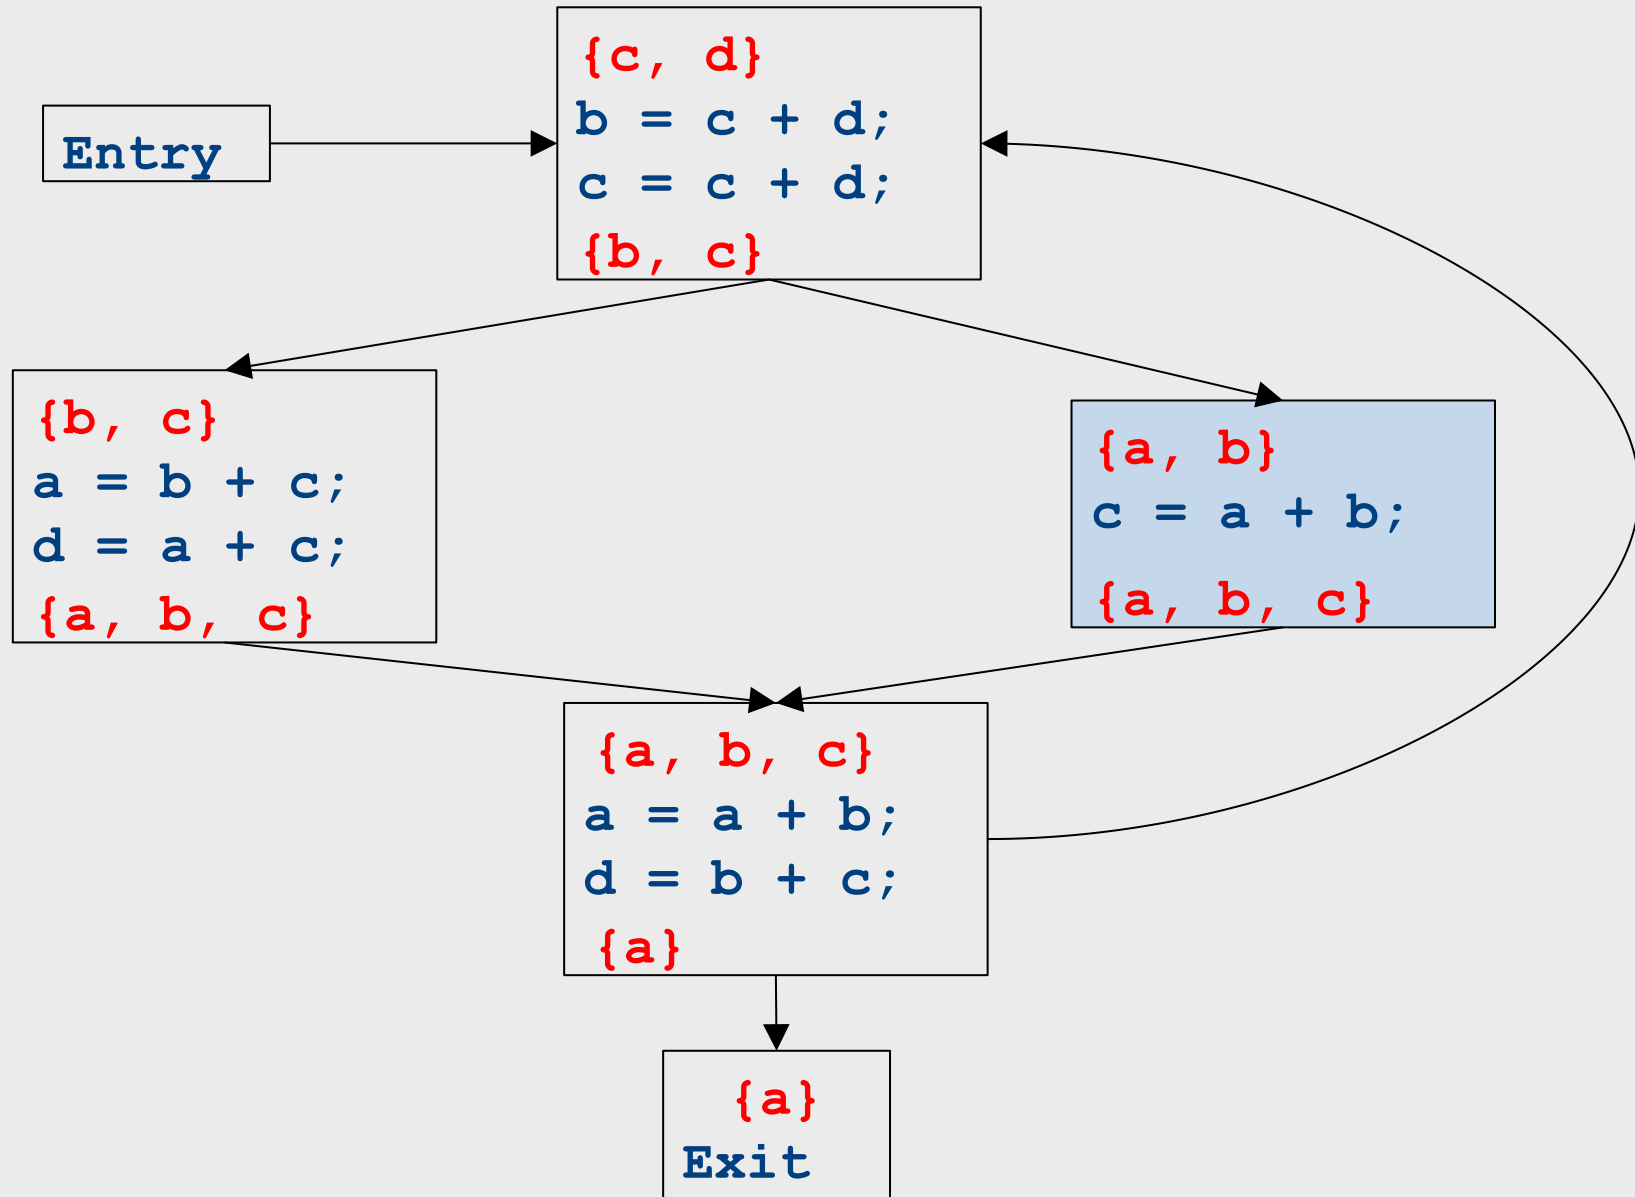 {c, d}
b = c + d;
c = c + d;
{b, c}
Entry
{b, c}
a = b + c;
d = a + c;
{a, b, c}
{a, b}
c = a + b;
{a, b, c}
{a, b, c}
a = a + b;
d = b + c;
{a}
{a}
Exit